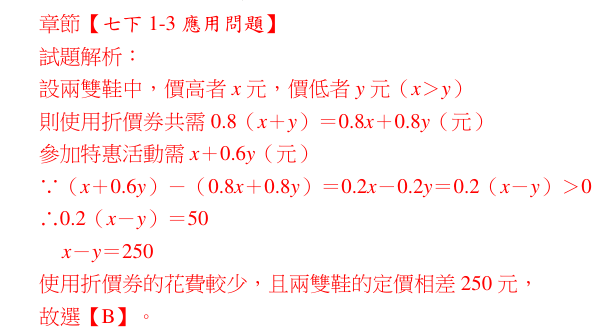 章節【七下 1-3 應用問題】
試題解析：
設兩雙鞋中，價高者 x 元，價低者 y 元（x＞y）
則使用折價券共需 0.8（x＋y）＝0.8x＋0.8y（元）
參加特惠活動需 x＋0.6y（元）
∵（x＋0.6y）－（0.8x＋0.8y）＝0.2x－0.2y＝0.2（x－y）＞0
∴0.2（x－y）＝50
x－y＝250
使用折價券的花費較少，且兩雙鞋的定價相差 250 元，
故選【B】。